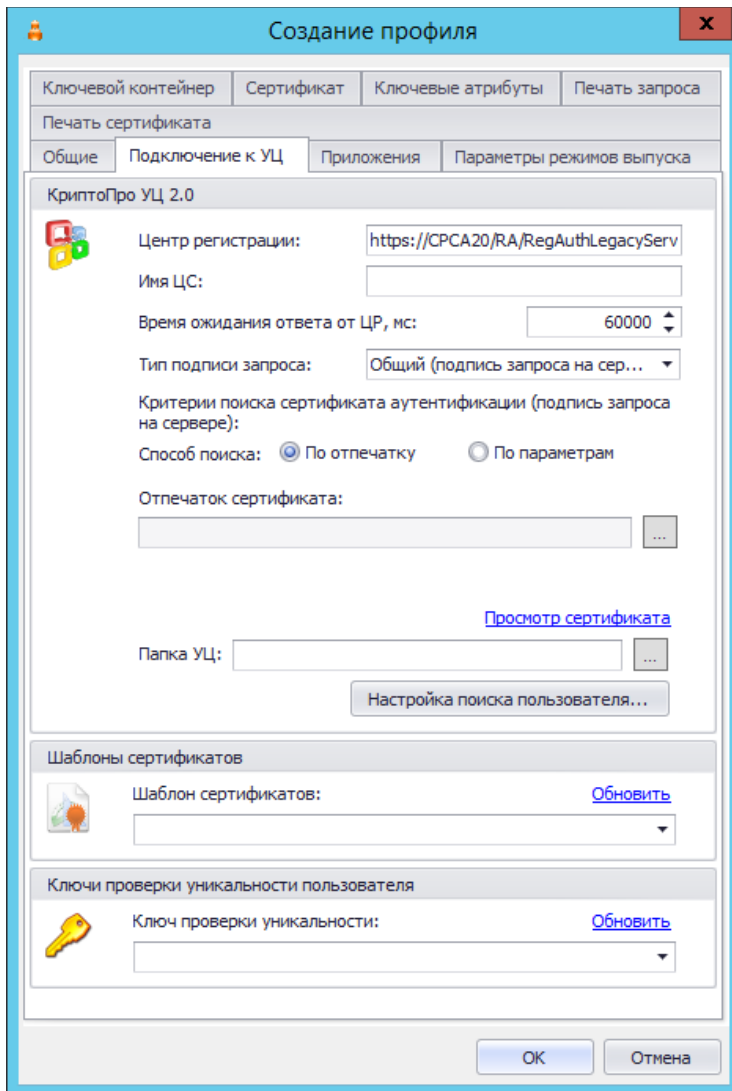 Создание профиля
x
Ключевой контейнер Сертификат Ключевые атрибуты Печать запроса
Печать сертификата
Общие Подключение к УЦ Приложения Параметры режимов выпуска
КриптоПро УЦ 2.0
Центр регистрации: https://CPCA20/RA/RegAuthLegacyServ
Имя ЦС:
Время ожидания ответа от ЦР, мс: 60000
Тип подписи запроса: Общий (подпись запроса на сер...
Критерии поиска сертификата аутентификации (подпись запроса
на сервере):
Способ поиска: По отпечатку По параметрам
Отпечаток сертификата:
...
Просмотр сертификата
Папка УЦ: ...
Настройка поиска пользователя...
Шаблоны сертификатов
Шаблон сертификатов: Обновить
Ключи проверки уникальности пользователя
Ключ проверки уникальности: Обновить
ОК Отмена